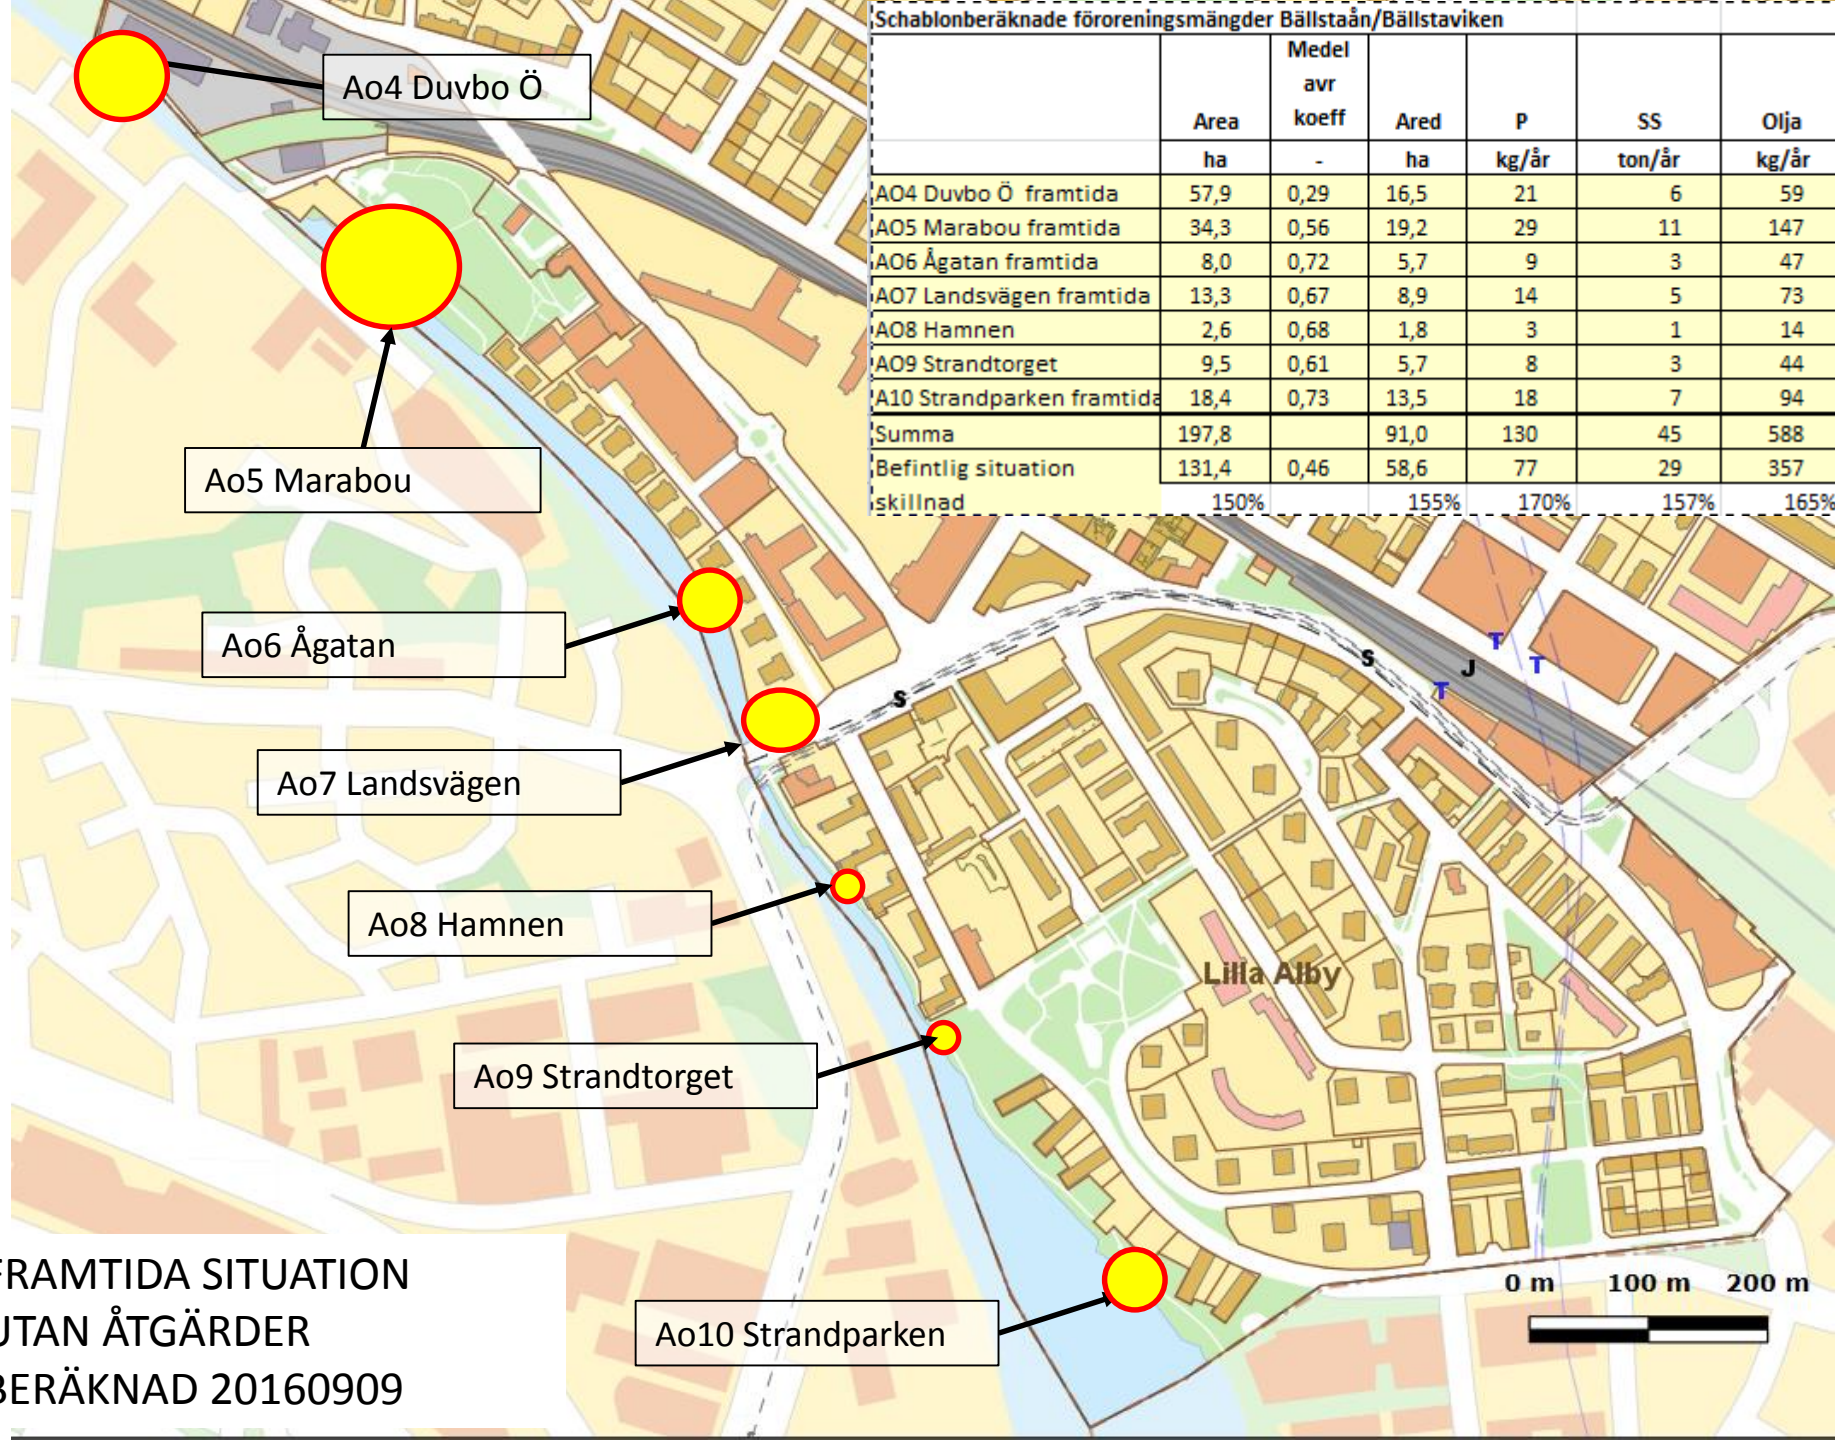 Schablonberäknade föroreningsmängder Bällstaån/Bällstaviken
Medel
avr
Area koeff Ared P SS Olja
ha - ha kg/år ton/år kg/år
AO4 Duvbo Ö framtida 57,9 0,29 16,5 21 6 59
AO5 Marabou framtida 34,3 0,56 19,2 29 11 147
AO6 Ågatan framtida 8,0 0,72 5,7 9 3 47
AO7 Landsvägen framtida 13,3 0,67 8,9 14 5 73
AO8 Hamnen 2,6 0,68 1,8 3 1 14
AO9 Strandtorget 9,5 0,61 5,7 8 3 44
A10 Strandparken framtida 18,4 0,73 13,5 18 7 94
Summa 197,8 91,0 130 45 588
Befintlig situation 131,4 0,46 58,6 77 29 357
skillnad 150% 155% 170% 157% 165%
Ao4 Duvbo Ö
Ao5 Marabou
Ao6 Ågatan
Ao7 Landsvägen
Ao8 Hamnen
Ao9 Strandtorget
Ao10 Strandparken
S
S
J
T
T
T
Lilla Alby
0 m 100 m 200 m
FRAMTIDA SITUATION
UTAN ÅTGÄRDER
BERÄKNAD 20160909